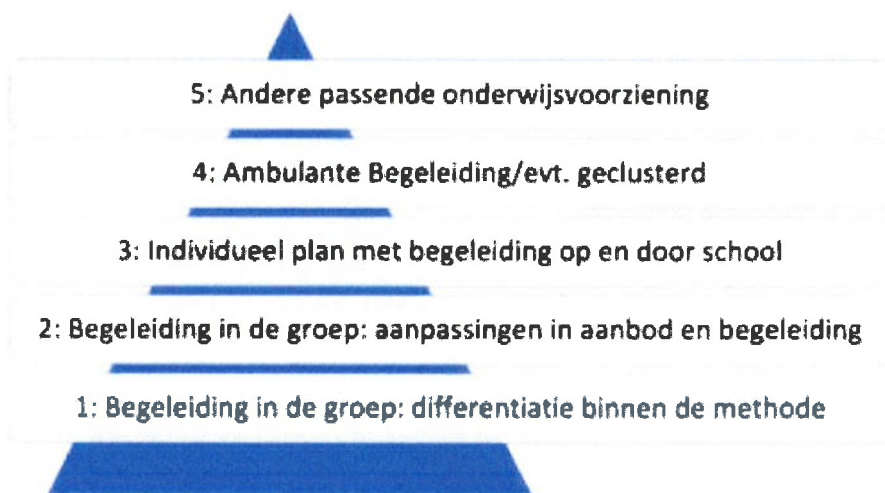 5: Andere passende onderwijsvoorziening
4: Ambulante Begeleiding/evt. geclusterd
3: Individueel plan met begeleiding op en door school
2: Begeleiding in de groep: aanpassingen in aanbod en begeleiding
1: Begeleiding in de groep: differentiatie binnen de methode